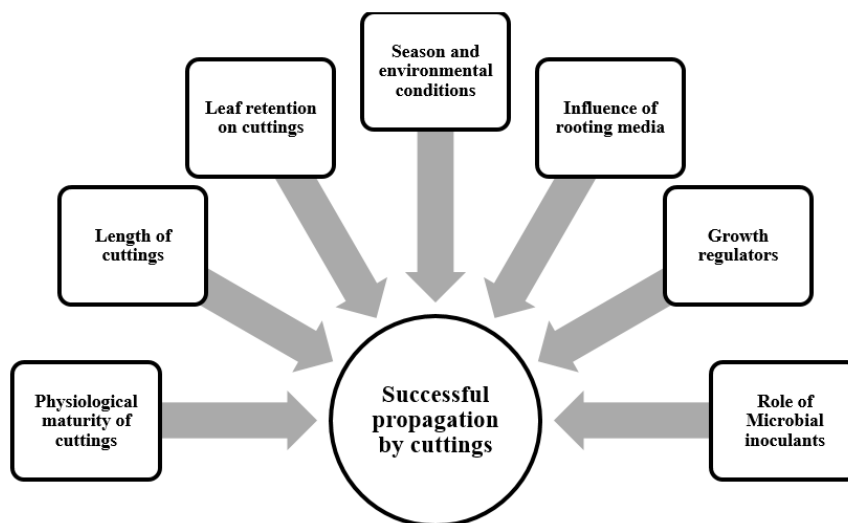 Season and
environmental
conditions
Leaf retention
on cuttings
Influence of
rooting media
Length of
cuttings
Growth
regulators
Physiological
maturity of
cuttings
Successful
propagation
by cuttings
Role of
Microbial
inoculants